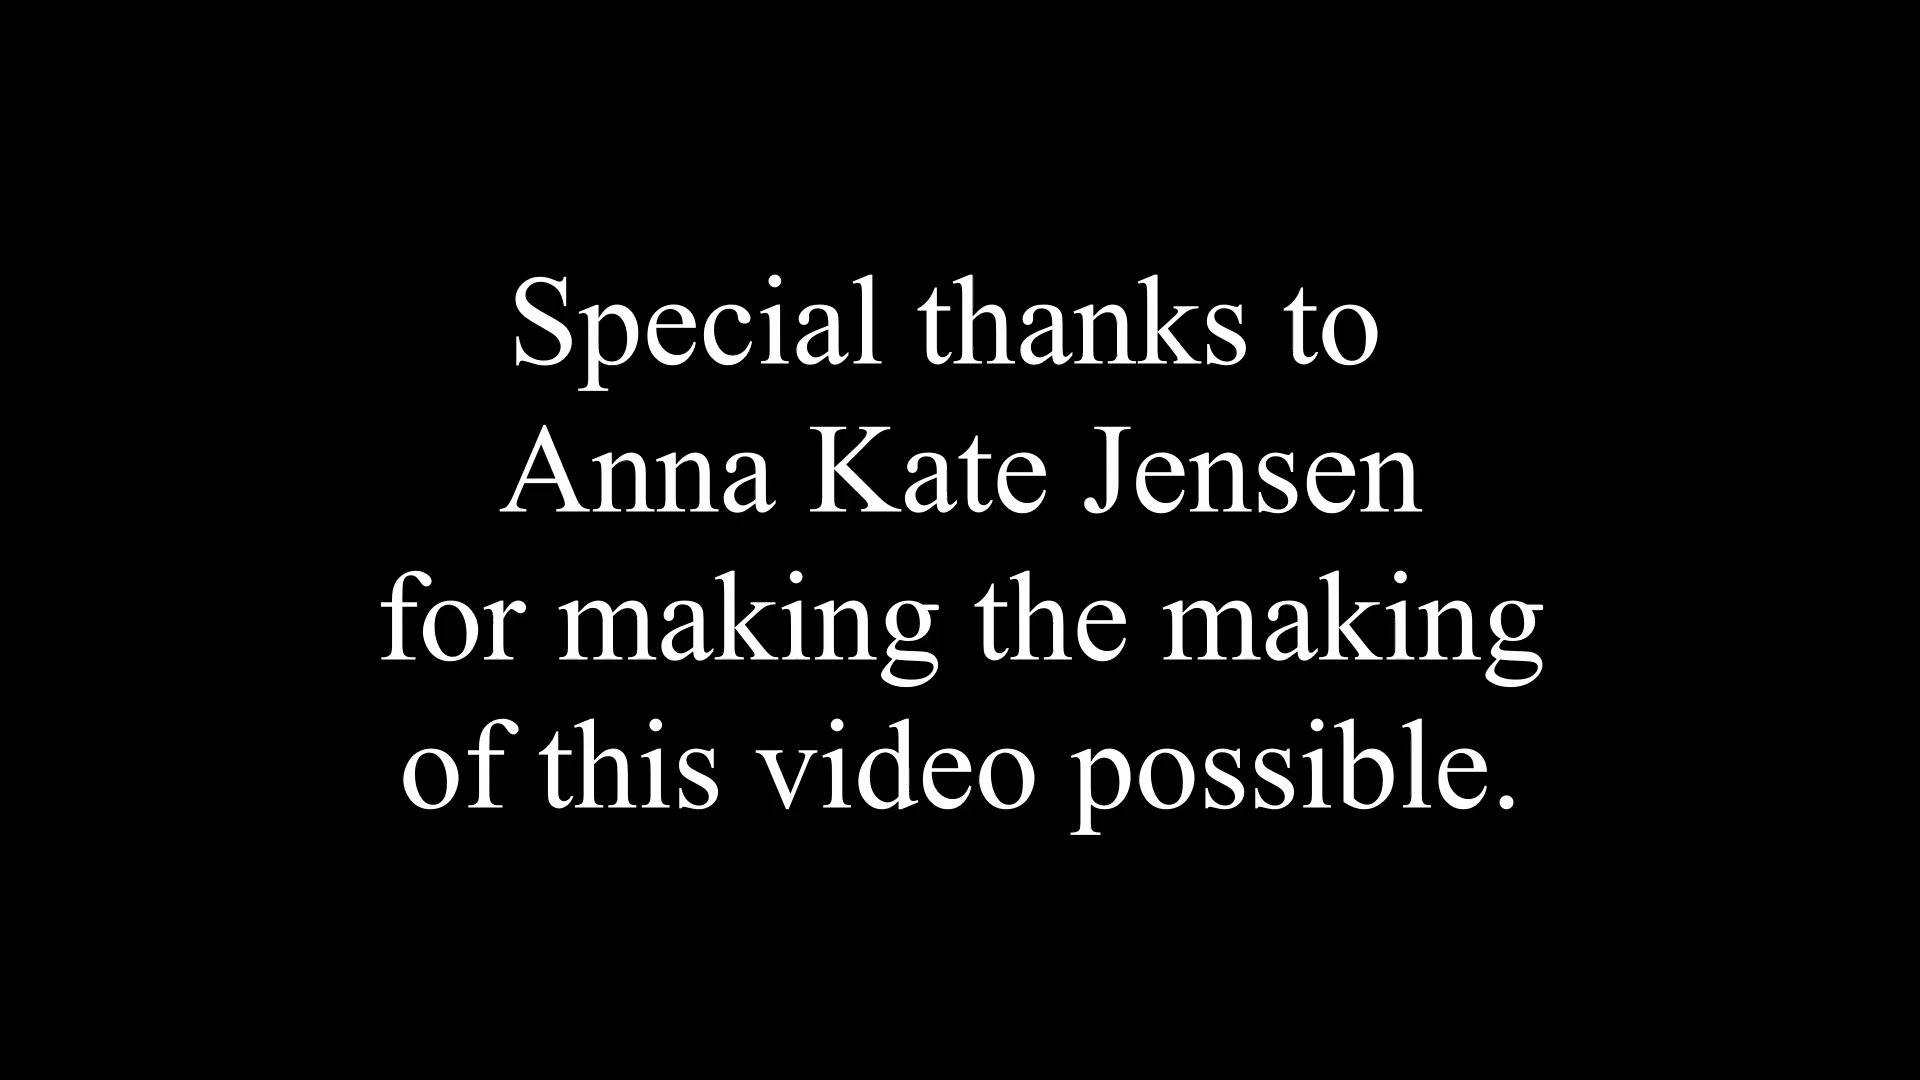 Special thanks to
Anna Kate Jensen
for making the making
of this video possible.